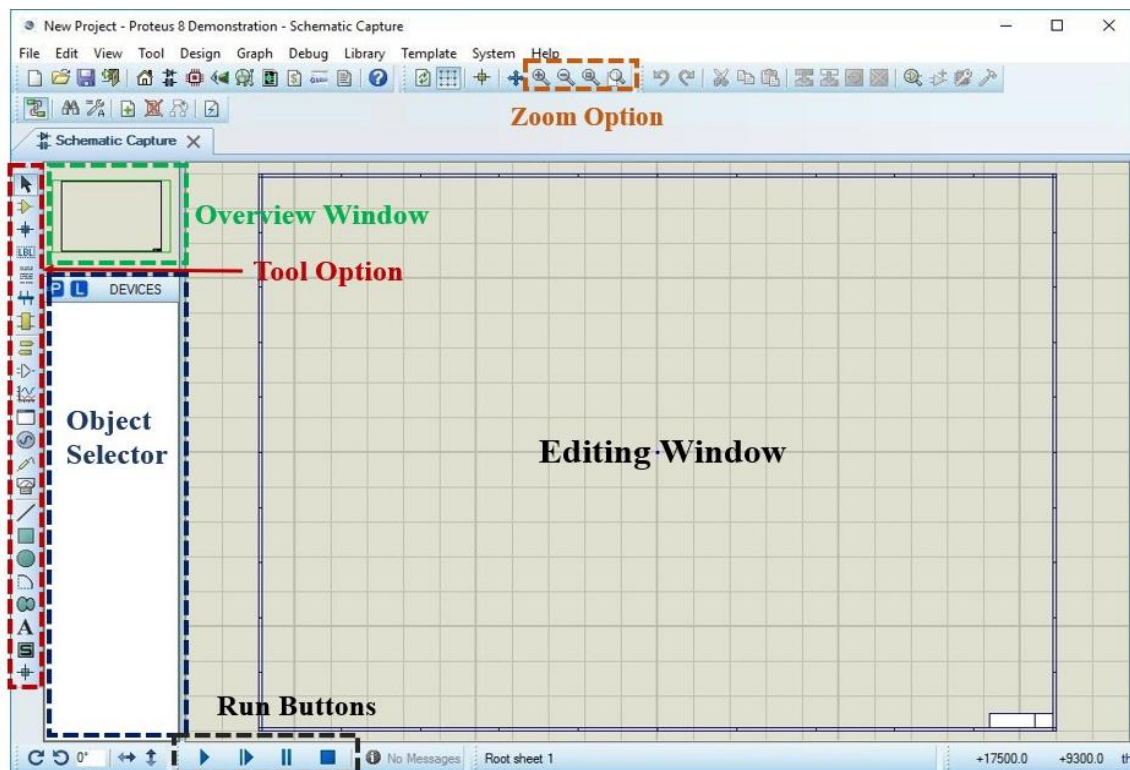 New Project - Proteus 8 Demonstration - Schematic Capture
File Edit View Tool Design Graph Debug Library Template System Help
Zoom Option
Schematic Capture
Overview Window
LBL
Tool Option
P L DEVICES
Object
Selector
Editing Window
A
S
Run Buttons
0° No Messages Root sheet 1 +17500.0 +9300.0 th